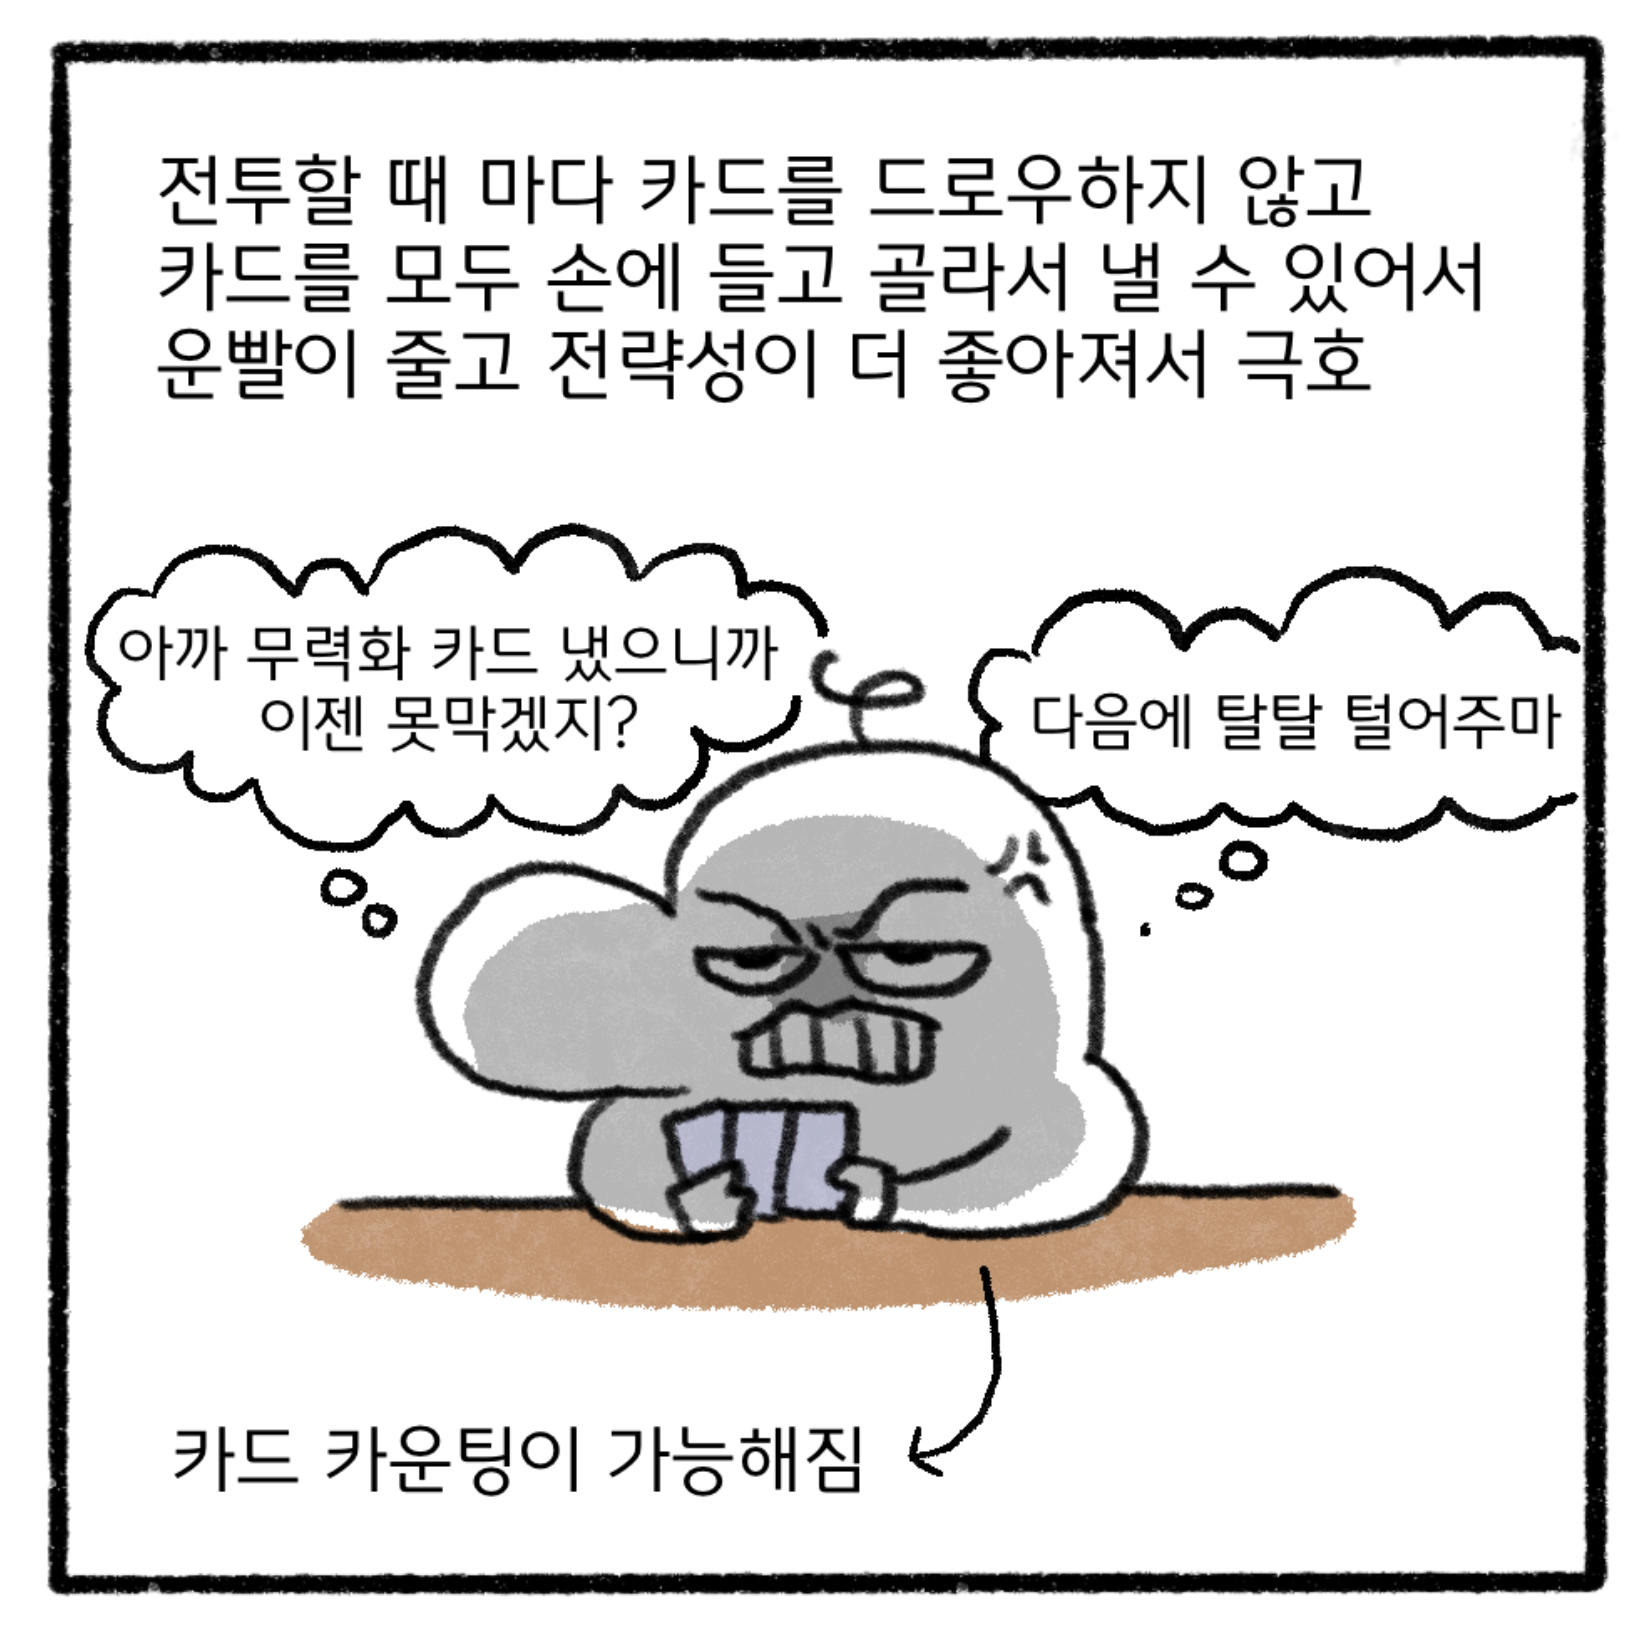 전투할 때 마다 카드를 드로우하지 않고
카드를 모두 손에 들고 골라서 낼 수 있어서
운빨이 줄고 전략성이 더 좋아져서 극호
아까 무력화 카드 냈으니까
이젠 못막겠지?
다음에 탈탈 털어주마
카드 카운팅이 가능해짐